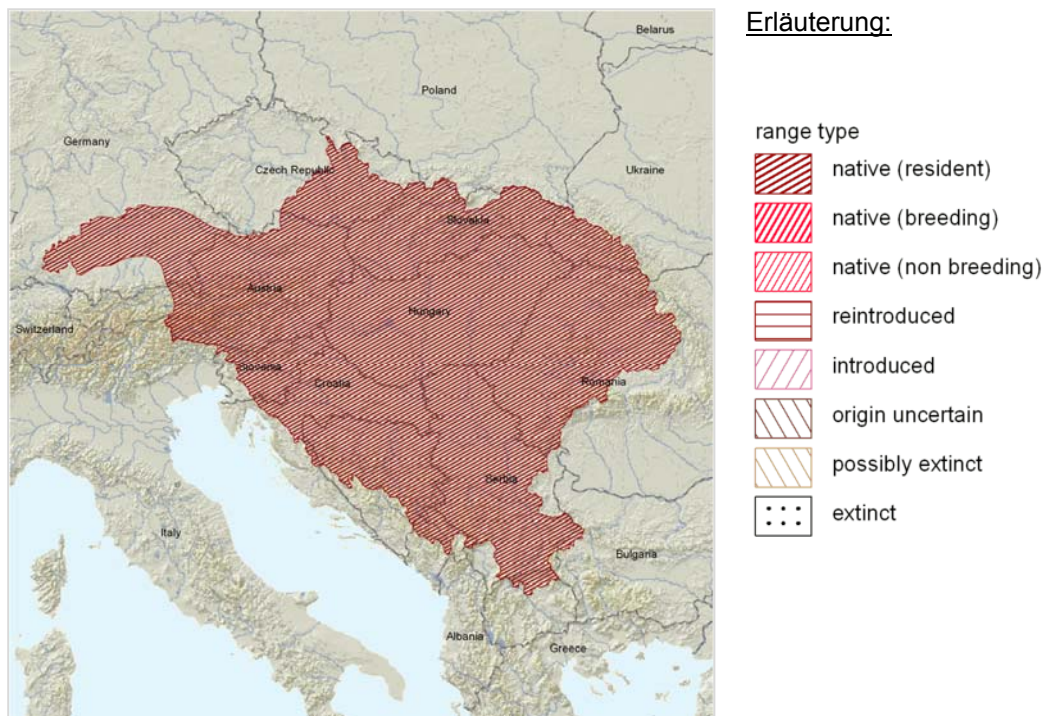 Erläuterung:
range type
native (resident)
native (breeding)
native (non breeding)
reintroduced
introduced
origin uncertain
possibly extinct
extinct
Belarus
Poland
Germany
Czech Republic
Ukraine
Slovakia
Austria
Hungary
Switzerland
Slovenia
Croatia
Romania
Serbia
Italy
Bulgaria
Albania
Greece